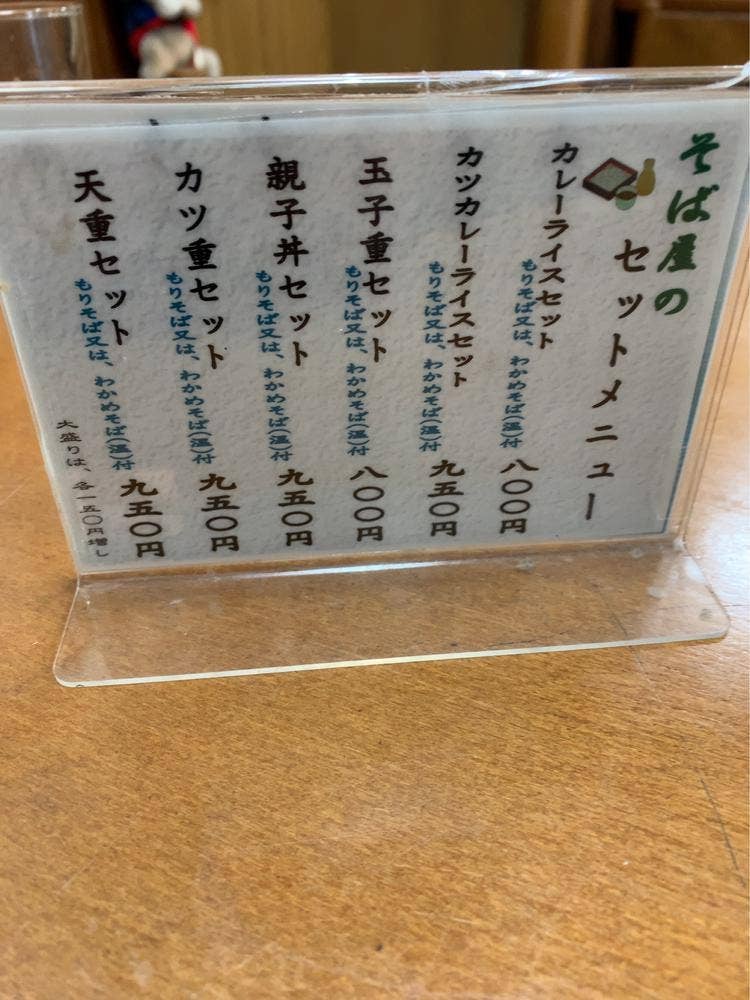 そば屋の
セットメニュー
カレーライスセット
もりそば又は、わかめそば(温)付
八〇〇円
カツカレーライスセット
もりそば又は、わかめそば(温)付
九五〇円
玉子重セット
もりそば又は、わかめそば(温)付
八〇〇円
親子丼セット
もりそば又は、わかめそば(温)付
九五〇円
カツ重セット
もりそば又は、わかめそば(温)付
九五〇円
天重セット
もりそば又は、わかめそば(温)付
九五〇円
大盛りは、各一五〇円増し